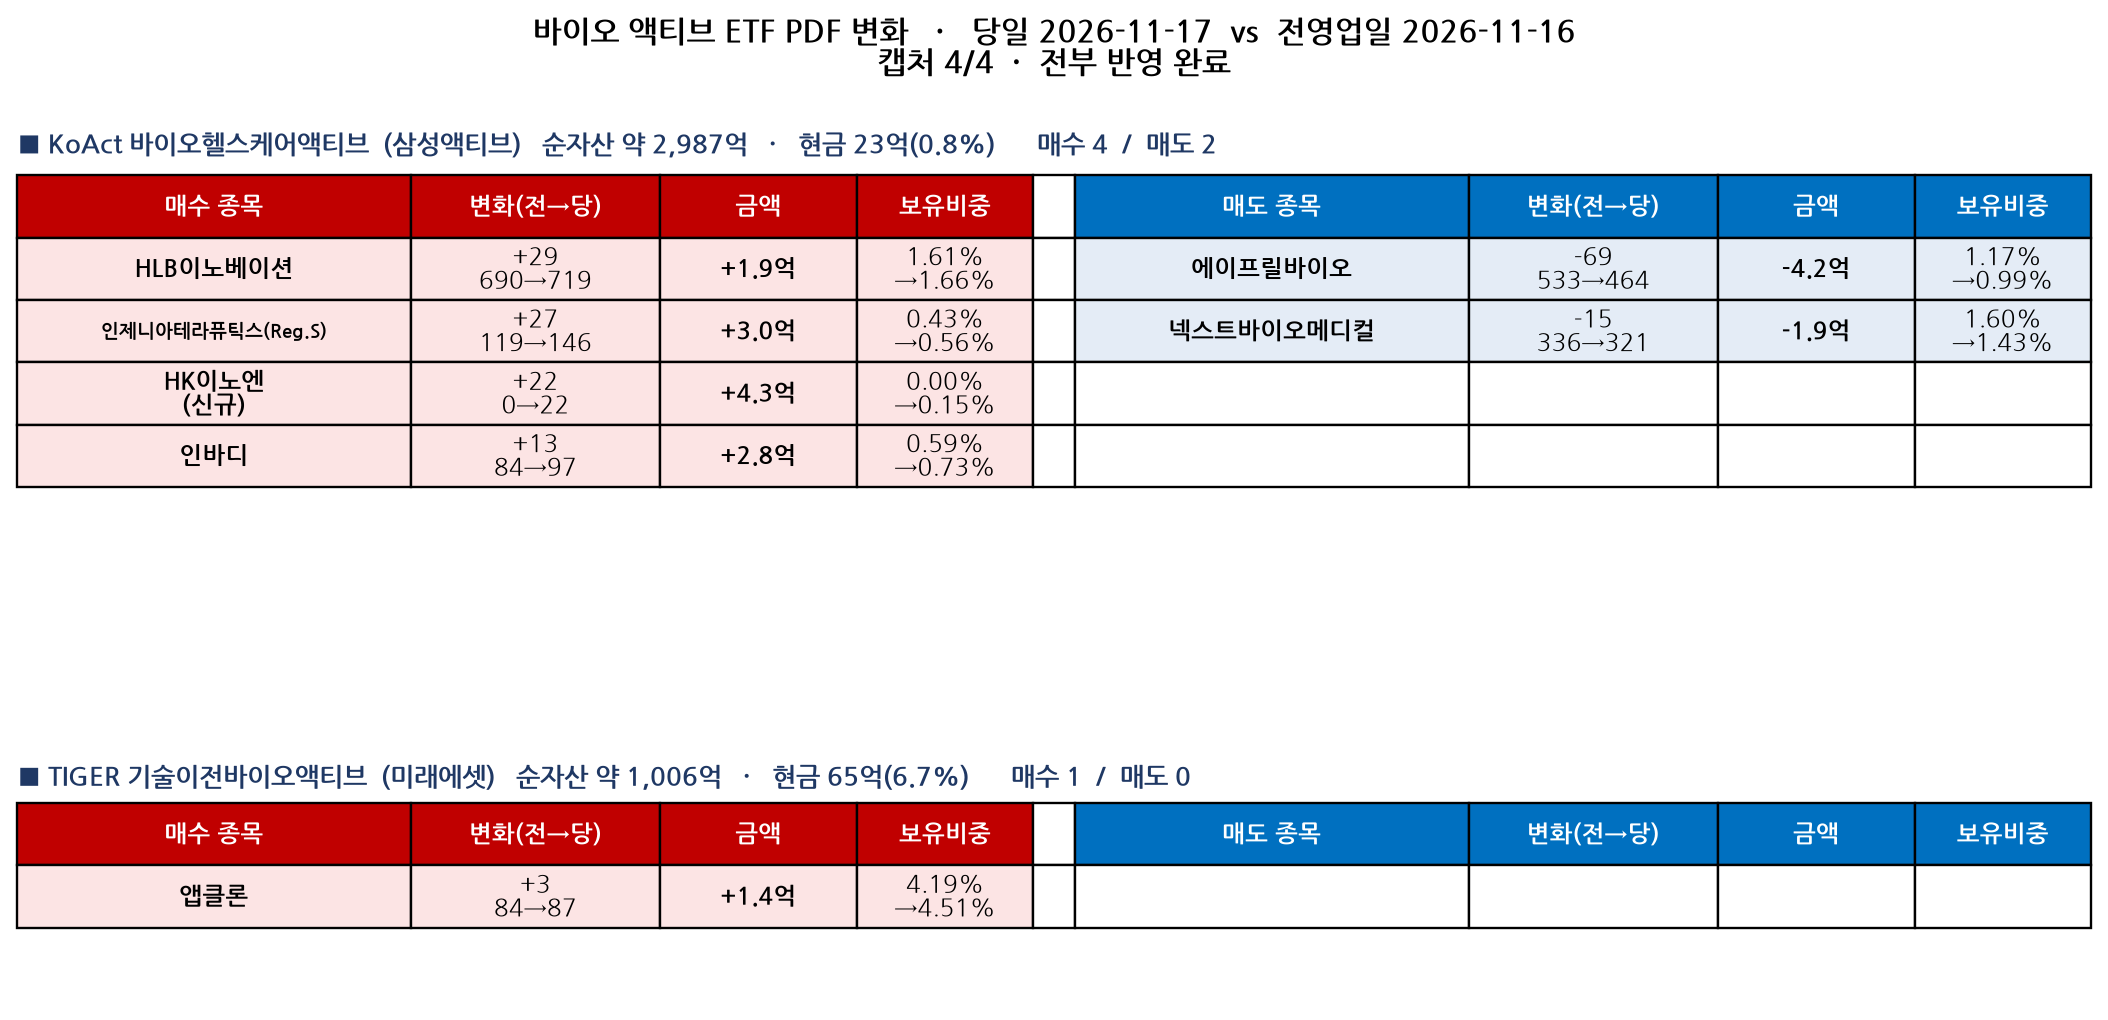 바이오 액티브 ETF PDF 변화 · 당일 2026-11-17 vs 전영업일 2026-11-16
캡처 4/4 · 전부 반영 완료
■ KoAct 바이오헬스케어액티브 (삼성액티브) 순자산 약 2,987억 · 현금 23억(0.8%) 매수 4 / 매도 2
매수 종목 변화(전→당) 금액 보유비중 매도 종목 변화(전→당) 금액 보유비중
HLB이노베이션 +29 690→719 +1.9억 1.61% →1.66% 에이프릴바이오 -69 533→464 -4.2억 1.17% →0.99%
인제니아테라퓨틱스(Reg.S) +27 119→146 +3.0억 0.43% →0.56% 넥스트바이오메디컬 -15 336→321 -1.9억 1.60% →1.43%
HK이노엔 (신규) +22 0→22 +4.3억 0.00% →0.15%
인바디 +13 84→97 +2.8억 0.59% →0.73%
■ TIGER 기술이전바이오액티브 (미래에셋) 순자산 약 1,006억 · 현금 65억(6.7%) 매수 1 / 매도 0
매수 종목 변화(전→당) 금액 보유비중 매도 종목 변화(전→당) 금액 보유비중
앱클론 +3 84→87 +1.4억 4.19% →4.51%